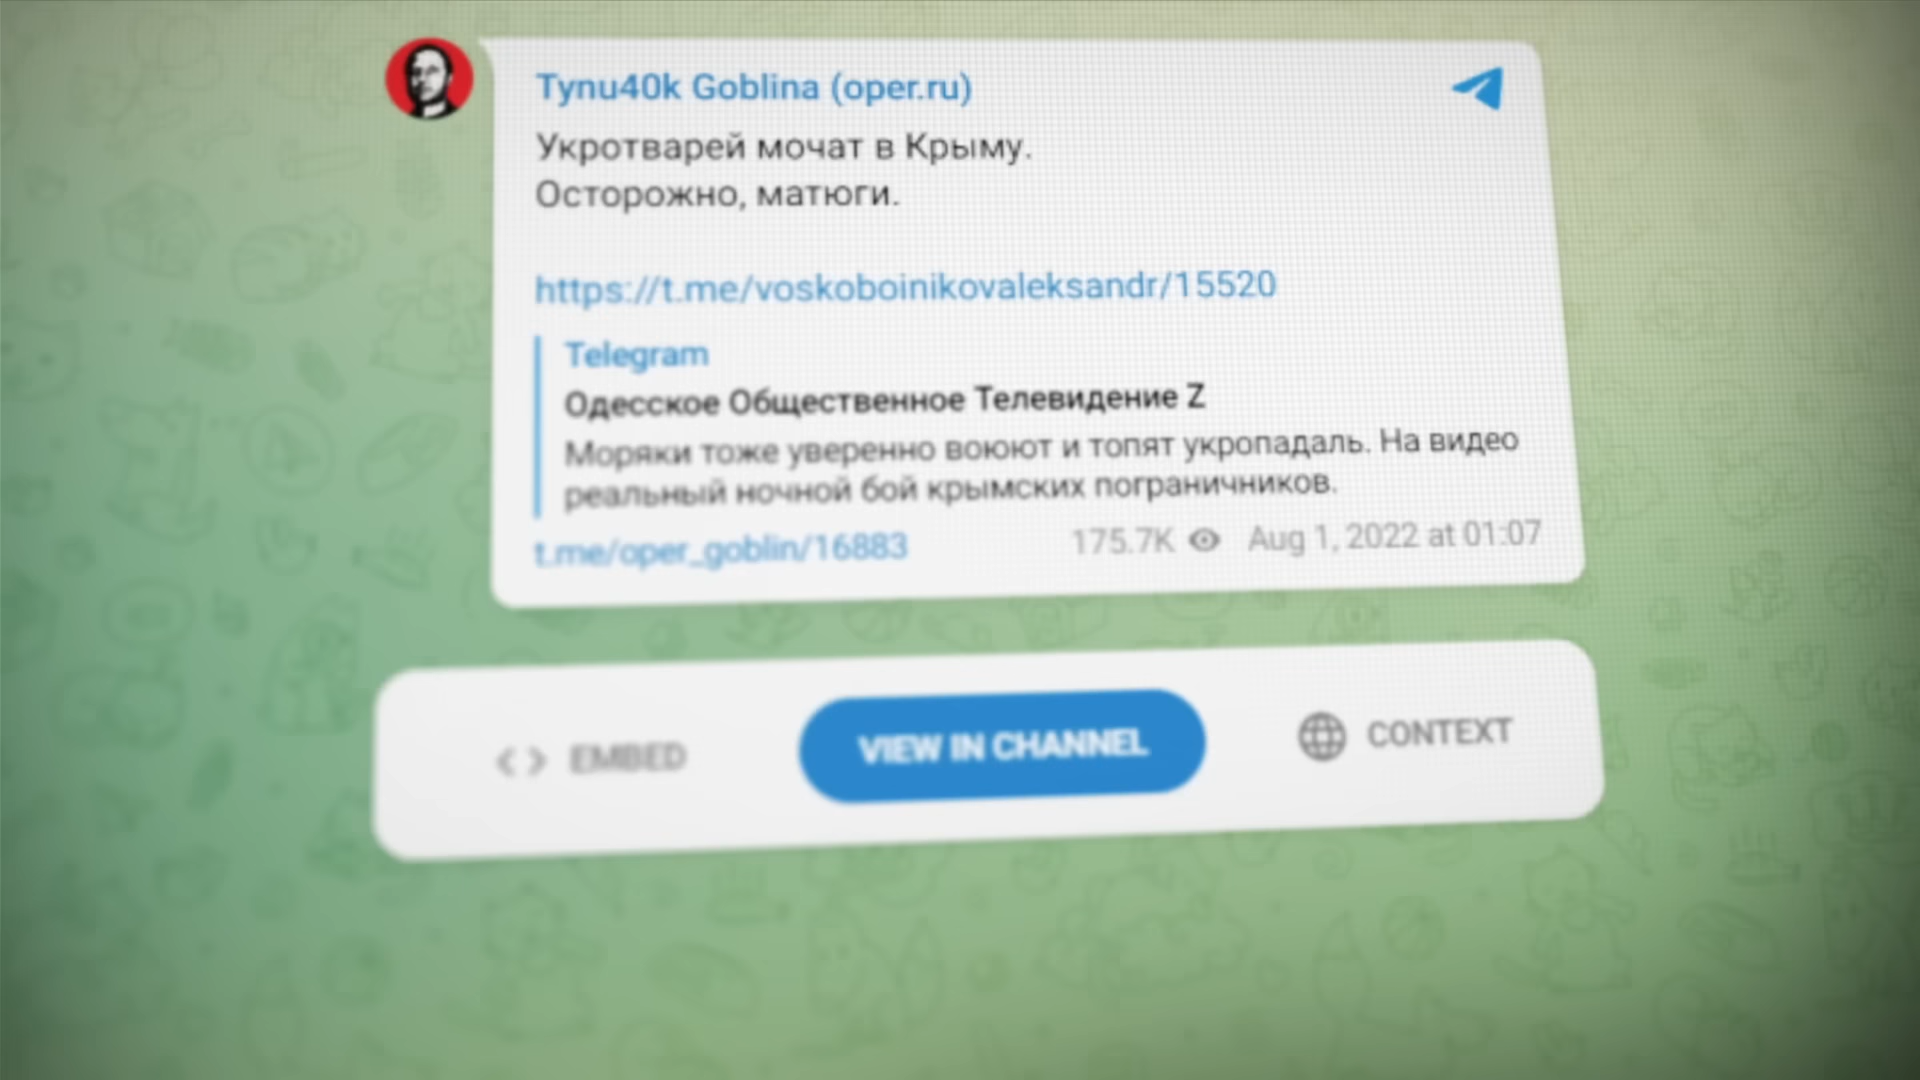 Tynu40k Goblina (oper.ru)
Укротварей мочат в Крыму.
Осторожно, матюги.
https://t.me/voskoboinikovaleksandr/15520
Telegram
Одесское Общественное Телевидение Z
Моряки тоже уверенно воюют и топят укропадаль. На видео
реальный ночной бой крымских пограничников.
t.me/oper_goblin/16883 175.7K Aug 1, 2022 at 01:07
EMBED VIEW IN CHANNEL CONTEXT